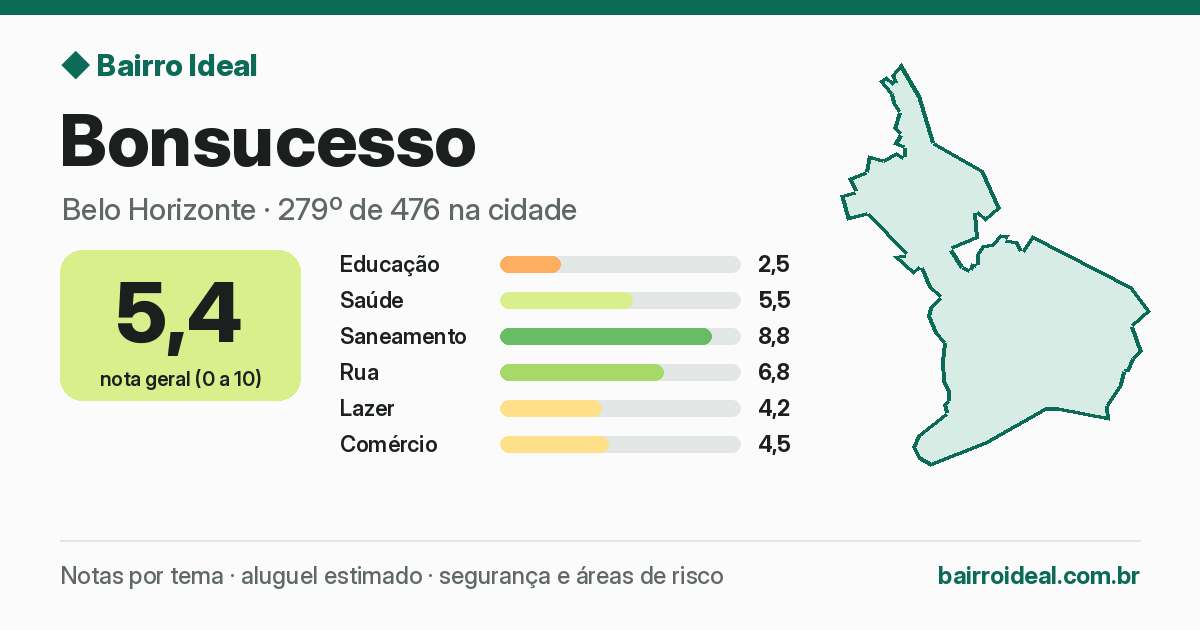 Bairro Ideal
Bonsucesso
Belo Horizonte · 279º de 476 na cidade
5,4
nota geral (0 a 10)
Educação 2,5
Saúde 5,5
Saneamento 8,8
Rua 6,8
Lazer 4,2
Comércio 4,5
Notas por tema · aluguel estimado · segurança e áreas de risco
bairroideal.com.br